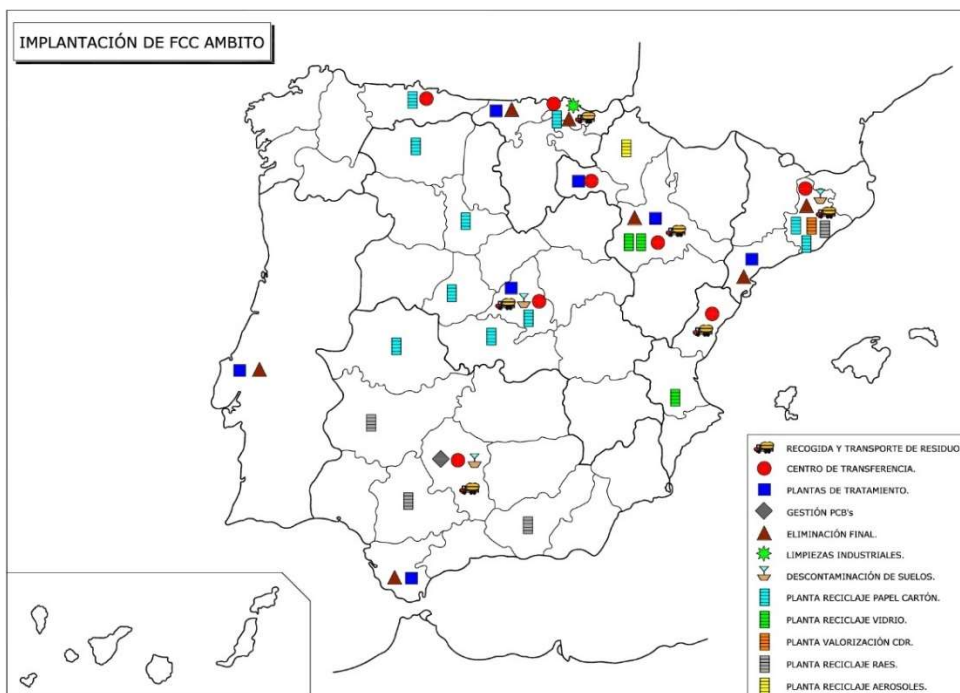 IMPLANTACIÓN DE FCC AMBITO
RECOGIDA Y TRANSPORTE DE RESIDUO
CENTRO DE TRANSFERENCIA.
PLANTAS DE TRATAMIENTO.
GESTIÓN PCB's
ELIMINACIÓN FINAL.
LIMPIEZAS INDUSTRIALES.
DESCONTAMINACIÓN DE SUELOS.
PLANTA RECICLAJE PAPEL CARTÓN.
PLANTA RECICLAJE VIDRIO.
PLANTA VALORIZACIÓN CDR.
PLANTA RECICLAJE RAES.
PLANTA RECICLAJE AEROSOLES.